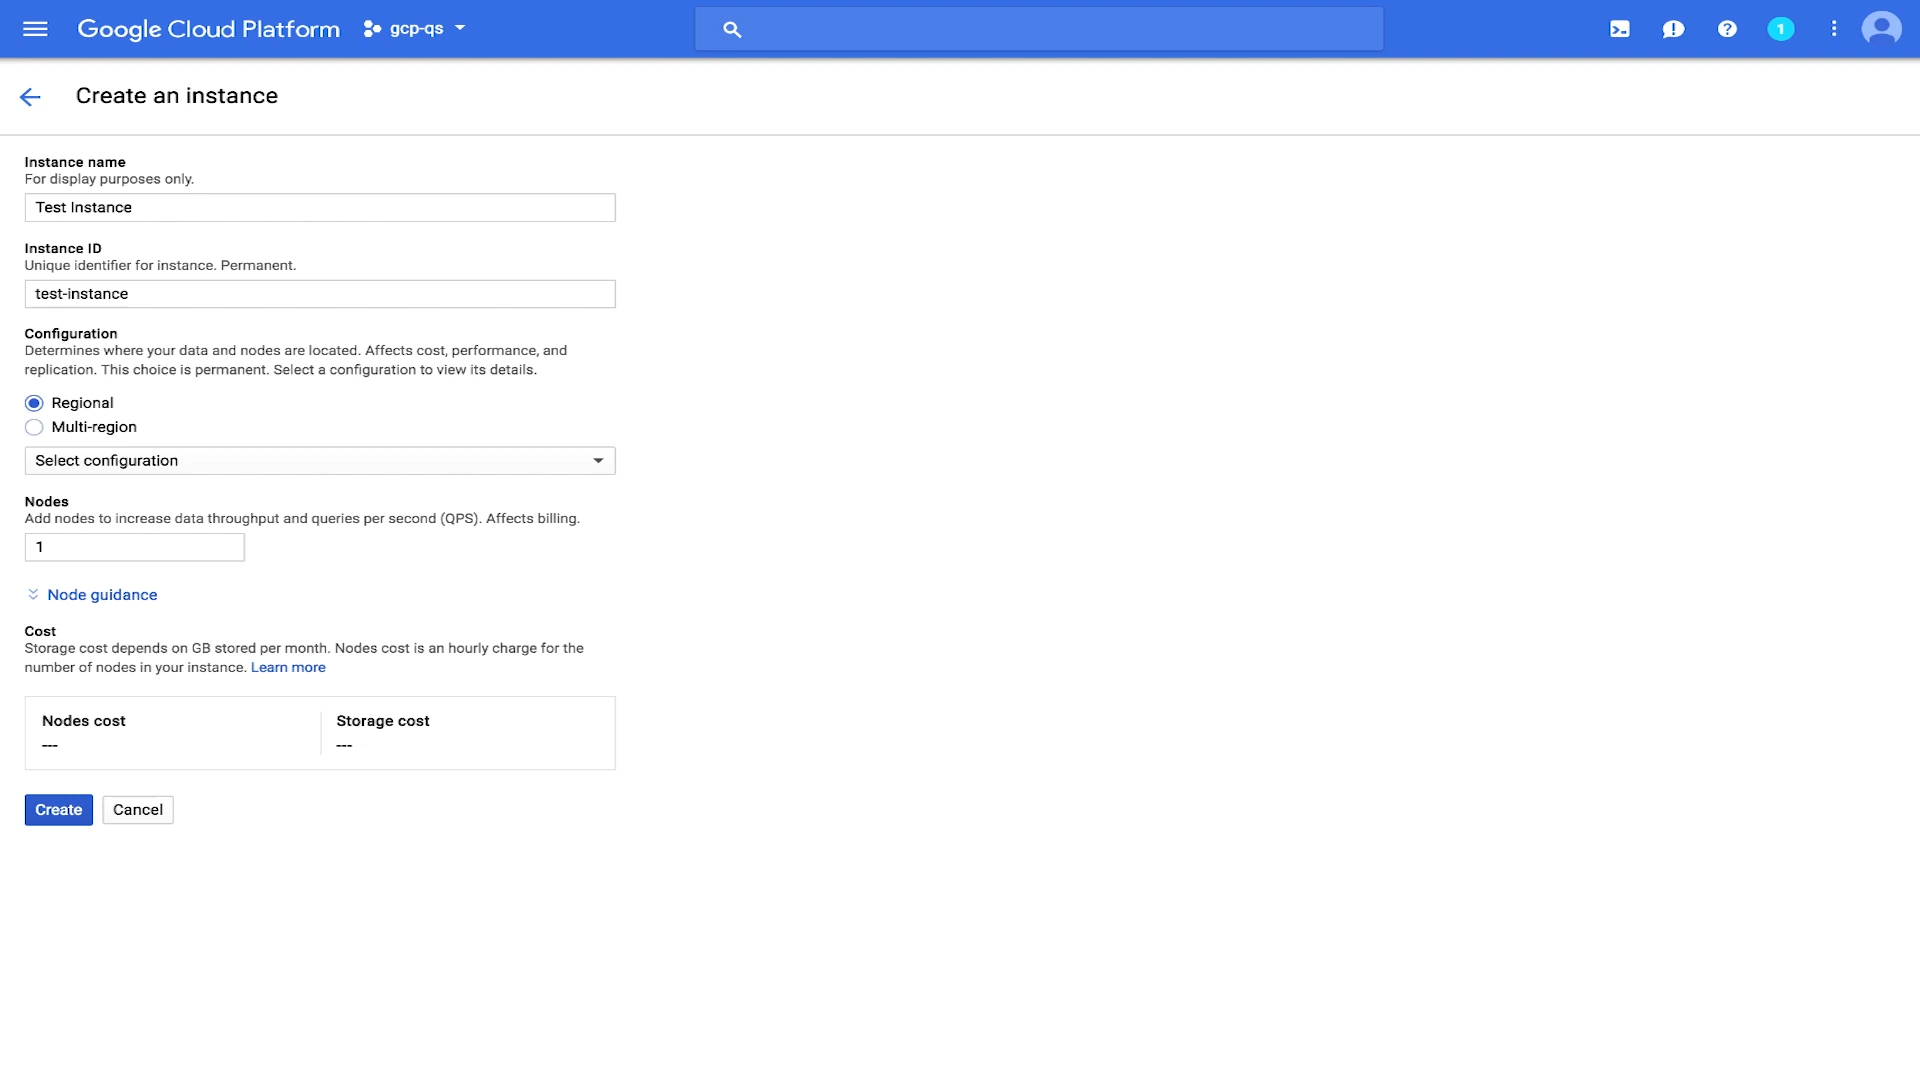 Google Cloud Platform gcp-qs
1
Create an instance
Instance name
For display purposes only.
Test Instance
Instance ID
Unique identifier for instance. Permanent.
test-instance
Configuration
Determines where your data and nodes are located. Affects cost, performance, and
replication. This choice is permanent. Select a configuration to view its details.
Regional
Multi-region
Select configuration
Nodes
Add nodes to increase data throughput and queries per second (QPS). Affects billing.
1
Node guidance
Cost
Storage cost depends on GB stored per month. Nodes cost is an hourly charge for the
number of nodes in your instance. Learn more
Nodes cost Storage cost
--- ---
Create Cancel